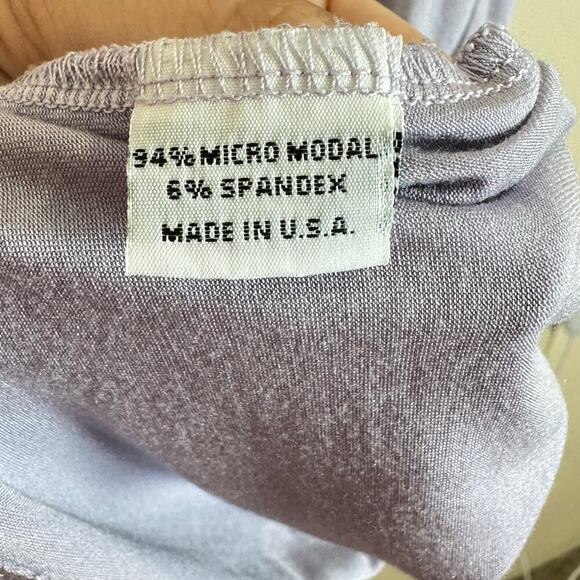 94% MICRO MODAL
6% SPANDEX
MADE IN U.S.A.